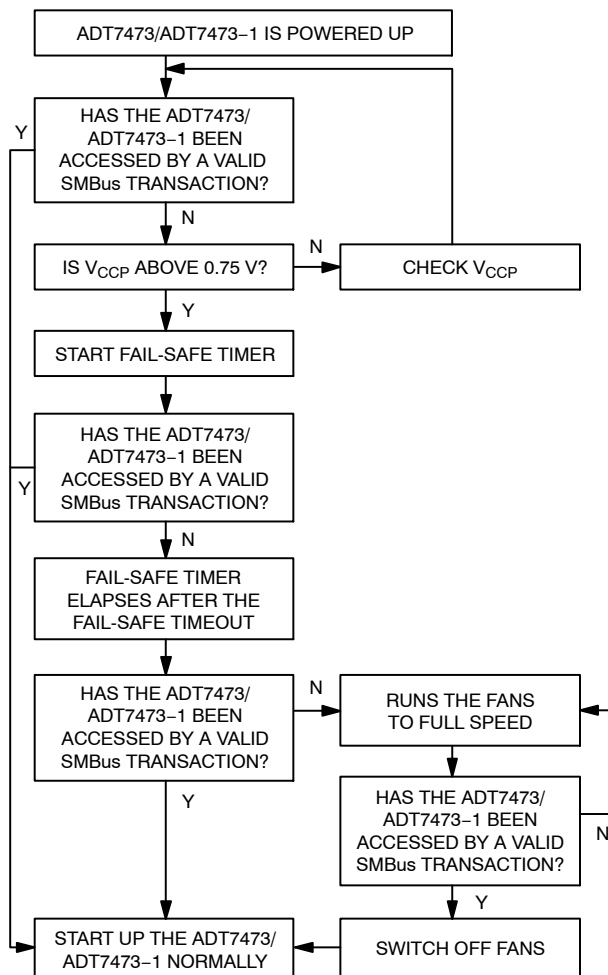 ADT7473/ADT7473−1 IS POWERED UP
HAS THE ADT7473/
ADT7473−1 BEEN
ACCESSED BY A VALID
SMBus TRANSACTION?
Y
N
IS VCCP ABOVE 0.75 V?
N
CHECK VCCP
Y
START FAIL-SAFE TIMER
HAS THE ADT7473/
ADT7473−1 BEEN
ACCESSED BY A VALID
SMBus TRANSACTION?
Y
N
FAIL-SAFE TIMER
ELAPSES AFTER THE
FAIL-SAFE TIMEOUT
HAS THE ADT7473/
ADT7473−1 BEEN
ACCESSED BY A VALID
SMBus TRANSACTION?
N
RUNS THE FANS
TO FULL SPEED
Y
HAS THE ADT7473/
ADT7473−1 BEEN
ACCESSED BY A VALID
SMBus TRANSACTION?
N
Y
START UP THE ADT7473/
ADT7473−1 NORMALLY
SWITCH OFF FANS